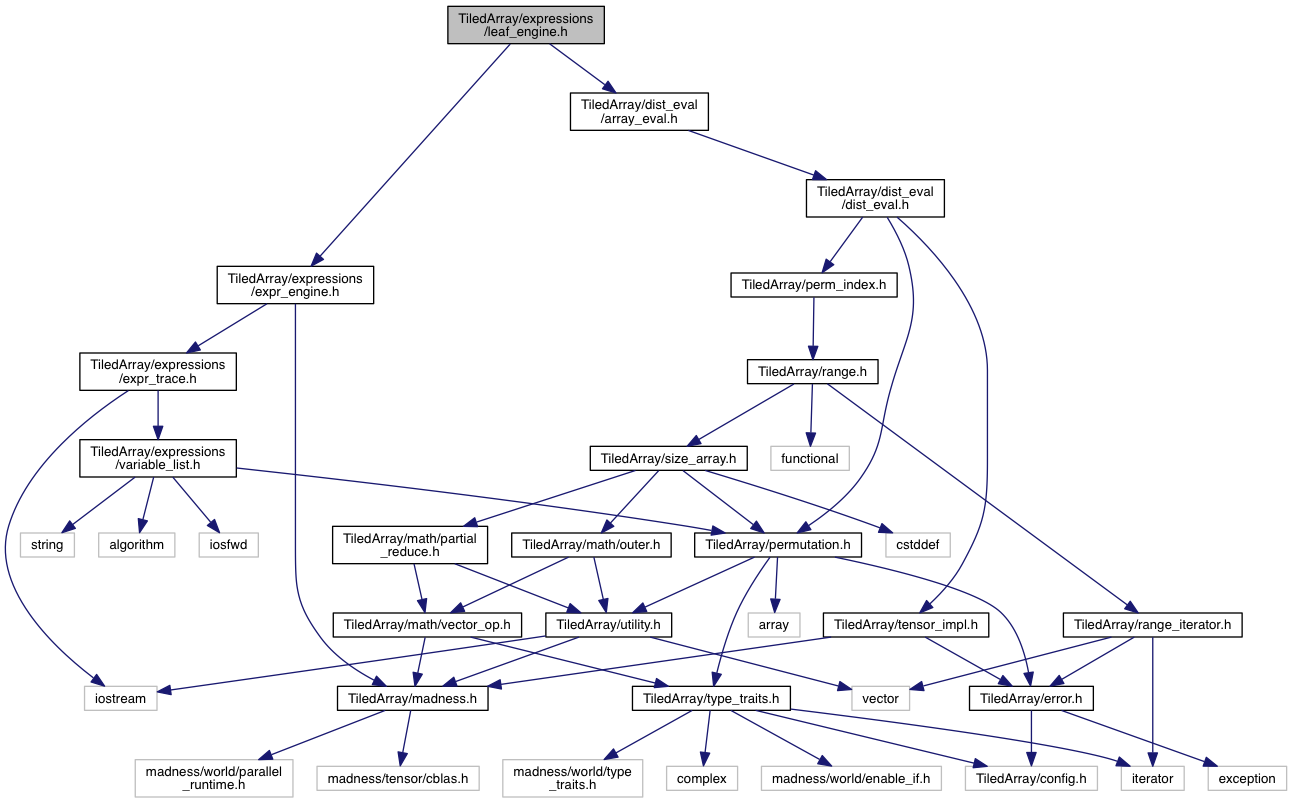 TiledArray/expressions
/leaf_engine.h
TiledArray/dist_eval
/array_eval.h
TiledArray/dist_eval
/dist_eval.h
TiledArray/expressions
/expr_engine.h
TiledArray/perm_index.h
TiledArray/expressions
/expr_trace.h
TiledArray/range.h
TiledArray/expressions
/variable_list.h
TiledArray/size_array.h
functional
string
algorithm
iosfwd
TiledArray/math/partial
_reduce.h
TiledArray/math/outer.h
TiledArray/permutation.h
cstddef
TiledArray/math/vector_op.h
TiledArray/utility.h
array
TiledArray/tensor_impl.h
TiledArray/range_iterator.h
iostream
TiledArray/madness.h
TiledArray/type_traits.h
vector
TiledArray/error.h
madness/world/parallel
_runtime.h
madness/tensor/cblas.h
madness/world/type
_traits.h
complex
madness/world/enable_if.h
TiledArray/config.h
iterator
exception